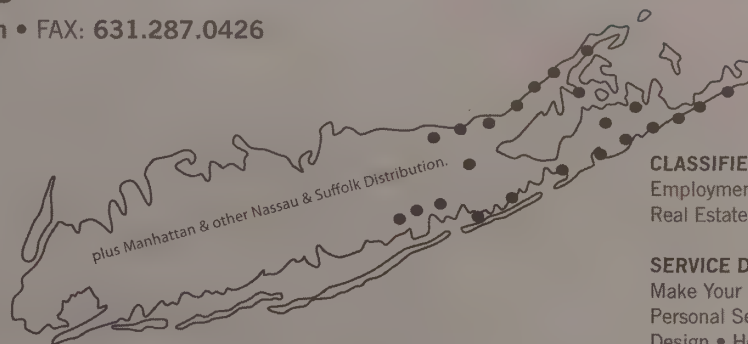 • FAX: 631.287.0426
plus Manhattan & other Nassau & Suffolk Distribution.
CLASSIFIE
Employmen
Real Estate
SERVICE D
Make Your
Personal Se
Design • H